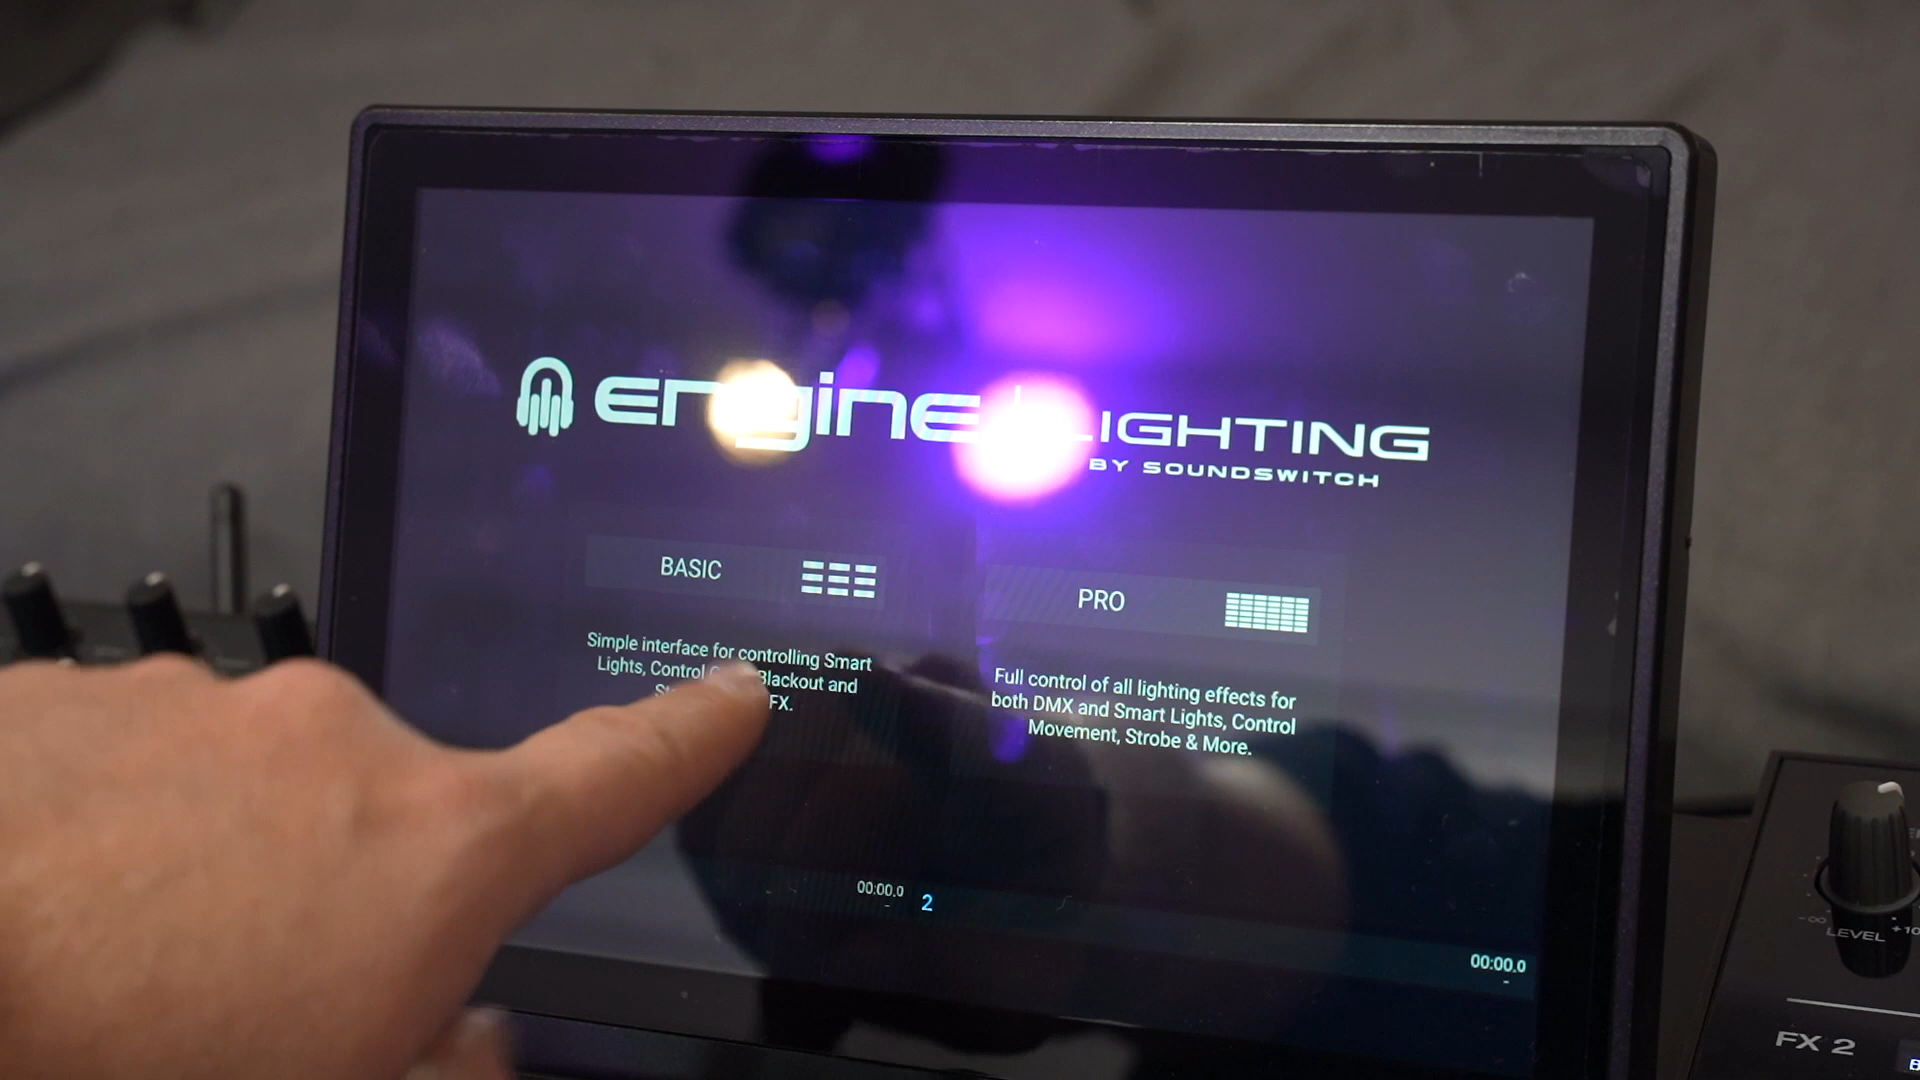 engine LIGHTING
BY SOUNDSWITCH
BASIC
Simple interface for controlling Smart
Lights, Control Blackout and
FX.
PRO
Full control of all lighting effects for
both DMX and Smart Lights, Control
Movement, Strobe & More.
00:00.0
-
2
00:00.0
-
-∞ +10
LEVEL
FX 2